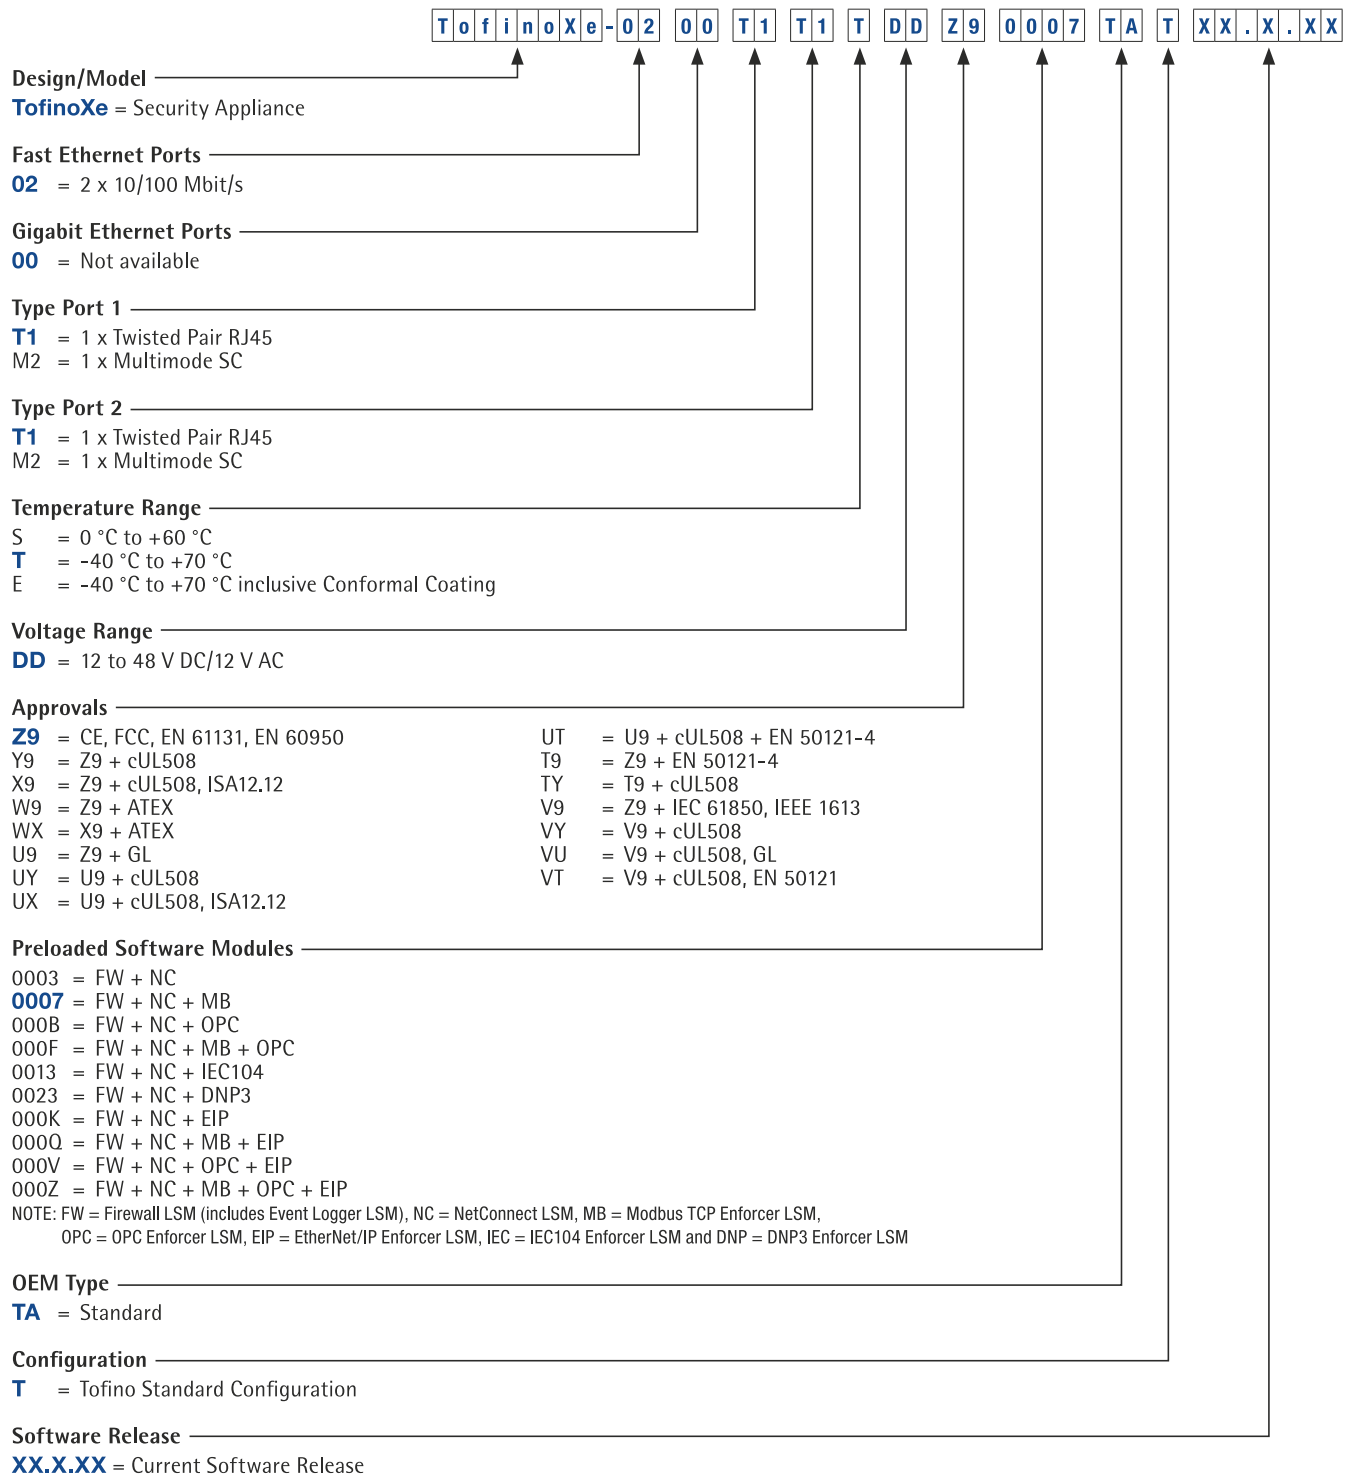 TofinoXe-02 00 T1 T1 T DD Z9 0007 TA T XX.X.XX
Design/Model
TofinoXe = Security Appliance
Fast Ethernet Ports
02 = 2 x 10/100 Mbit/s
Gigabit Ethernet Ports
00 = Not available
Type Port 1
T1 = 1 x Twisted Pair RJ45
M2 = 1 x Multimode SC
Type Port 2
T1 = 1 x Twisted Pair RJ45
M2 = 1 x Multimode SC
Temperature Range
S = 0 °C to +60 °C
T = -40 °C to +70 °C
E = -40 °C to +70 °C inclusive Conformal Coating
Voltage Range
DD = 12 to 48 V DC/12 V AC
Approvals
Z9 = CE, FCC, EN 61131, EN 60950
Y9 = Z9 + cUL508
X9 = Z9 + cUL508, ISA12.12
W9 = Z9 + ATEX
WX = X9 + ATEX
U9 = Z9 + GL
UY = U9 + cUL508
UX = U9 + cUL508, ISA12.12
UT = U9 + cUL508 + EN 50121-4
T9 = Z9 + EN 50121-4
TY = T9 + cUL508
V9 = Z9 + IEC 61850, IEEE 1613
VY = V9 + cUL508
VU = V9 + cUL508, GL
VT = V9 + cUL508, EN 50121
Preloaded Software Modules
0003 = FW + NC
0007 = FW + NC + MB
000B = FW + NC + OPC
000F = FW + NC + MB + OPC
0013 = FW + NC + IEC104
0023 = FW + NC + DNP3
000K = FW + NC + EIP
000Q = FW + NC + MB + EIP
000V = FW + NC + OPC + EIP
000Z = FW + NC + MB + OPC + EIP
NOTE: FW = Firewall LSM (includes Event Logger LSM), NC = NetConnect LSM, MB = Modbus TCP Enforcer LSM,
OPC = OPC Enforcer LSM, EIP = EtherNet/IP Enforcer LSM, IEC = IEC104 Enforcer LSM and DNP = DNP3 Enforcer LSM
OEM Type
TA = Standard
Configuration
T = Tofino Standard Configuration
Software Release
XX.X.XX = Current Software Release